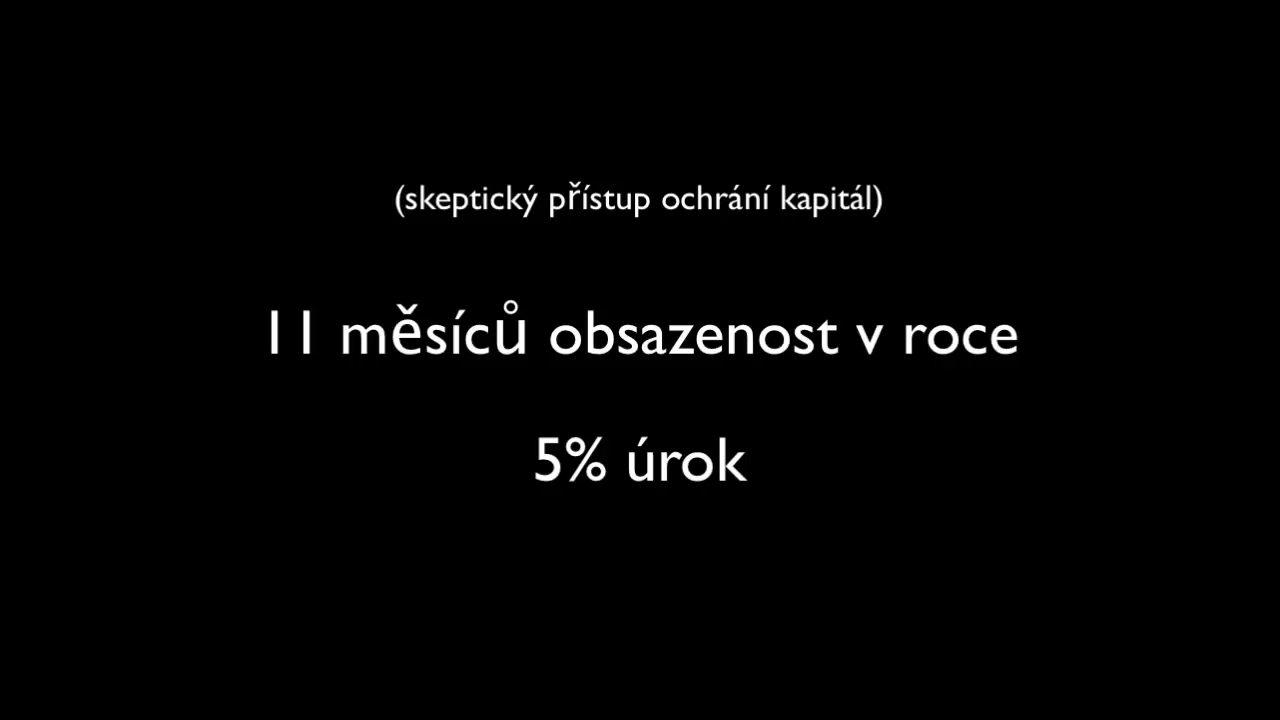 (skeptický přístup ochrání kapitál)
11 měsíců obsazenost v roce
5% úrok